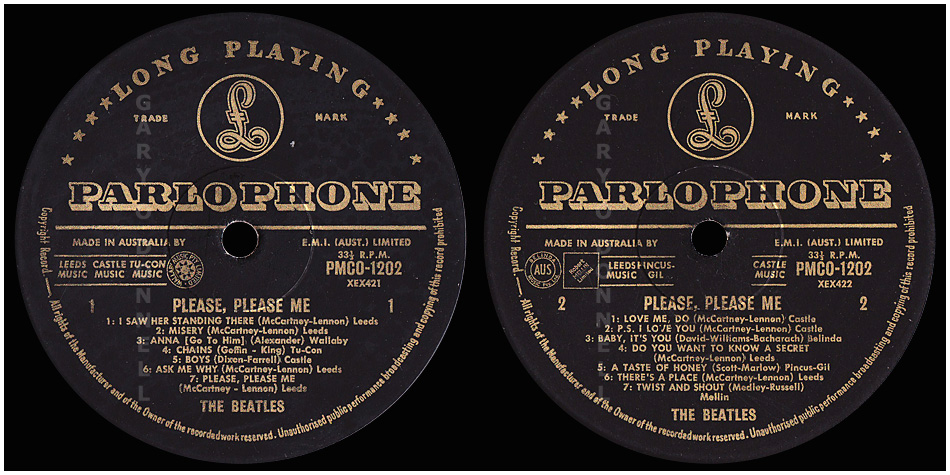 LONG PLAYING
£
TRADE MARK
PARLOPHONE
MADE IN AUSTRALIA BY E.M.I. (AUST.) LIMITED
33⅓ R.P.M.
LEEDS CASTLE TU-CON PMCO-1202
MUSIC MUSIC MUSIC XEX421
1 PLEASE, PLEASE ME 1
1: I SAW HER STANDING THERE (McCartney-Lennon) Leeds
2: MISERY (McCartney-Lennon) Leeds
3: ANNA [Go To Him] (Alexander) Wallaby
4: CHAINS (Goffin - King) Tu-Con
5: BOYS (Dixon-Farrell) Castle
6: ASK ME WHY (McCartney-Lennon) Leeds
7: PLEASE, PLEASE ME
(McCartney - Lennon) Leeds
THE BEATLES
Copyright Record. — All rights of the Manufacturer and of the Owner of the recorded work reserved. Unauthorised public performance broadcasting and copying of this record prohibited
LONG PLAYING
£
TRADE MARK
PARLOPHONE
MADE IN AUSTRALIA BY E.M.I. (AUST.) LIMITED
33⅓ R.P.M.
BELINDA AUS LEEDS PINCUS- CASTLE PMCO-1202
MUSIC GIL MUSIC XEX422
2 PLEASE, PLEASE ME 2
1: LOVE ME, DO (McCartney-Lennon) Castle
2: P.S. I LOVE YOU (McCartney-Lennon) Castle
3: BABY, IT'S YOU (David-Williams-Bacharach) Belinda
4: DO YOU WANT TO KNOW A SECRET
(McCartney-Lennon) Leeds
5: A TASTE OF HONEY (Scott-Marlow) Pincus-Gil
6: THERE'S A PLACE (McCartney-Lennon) Leeds
7: TWIST AND SHOUT (Medley-Russell)
Mellin
THE BEATLES
Copyright Record. — All rights of the Manufacturer and of the Owner of the recorded work reserved. Unauthorised public performance broadcasting and copying of this record prohibited